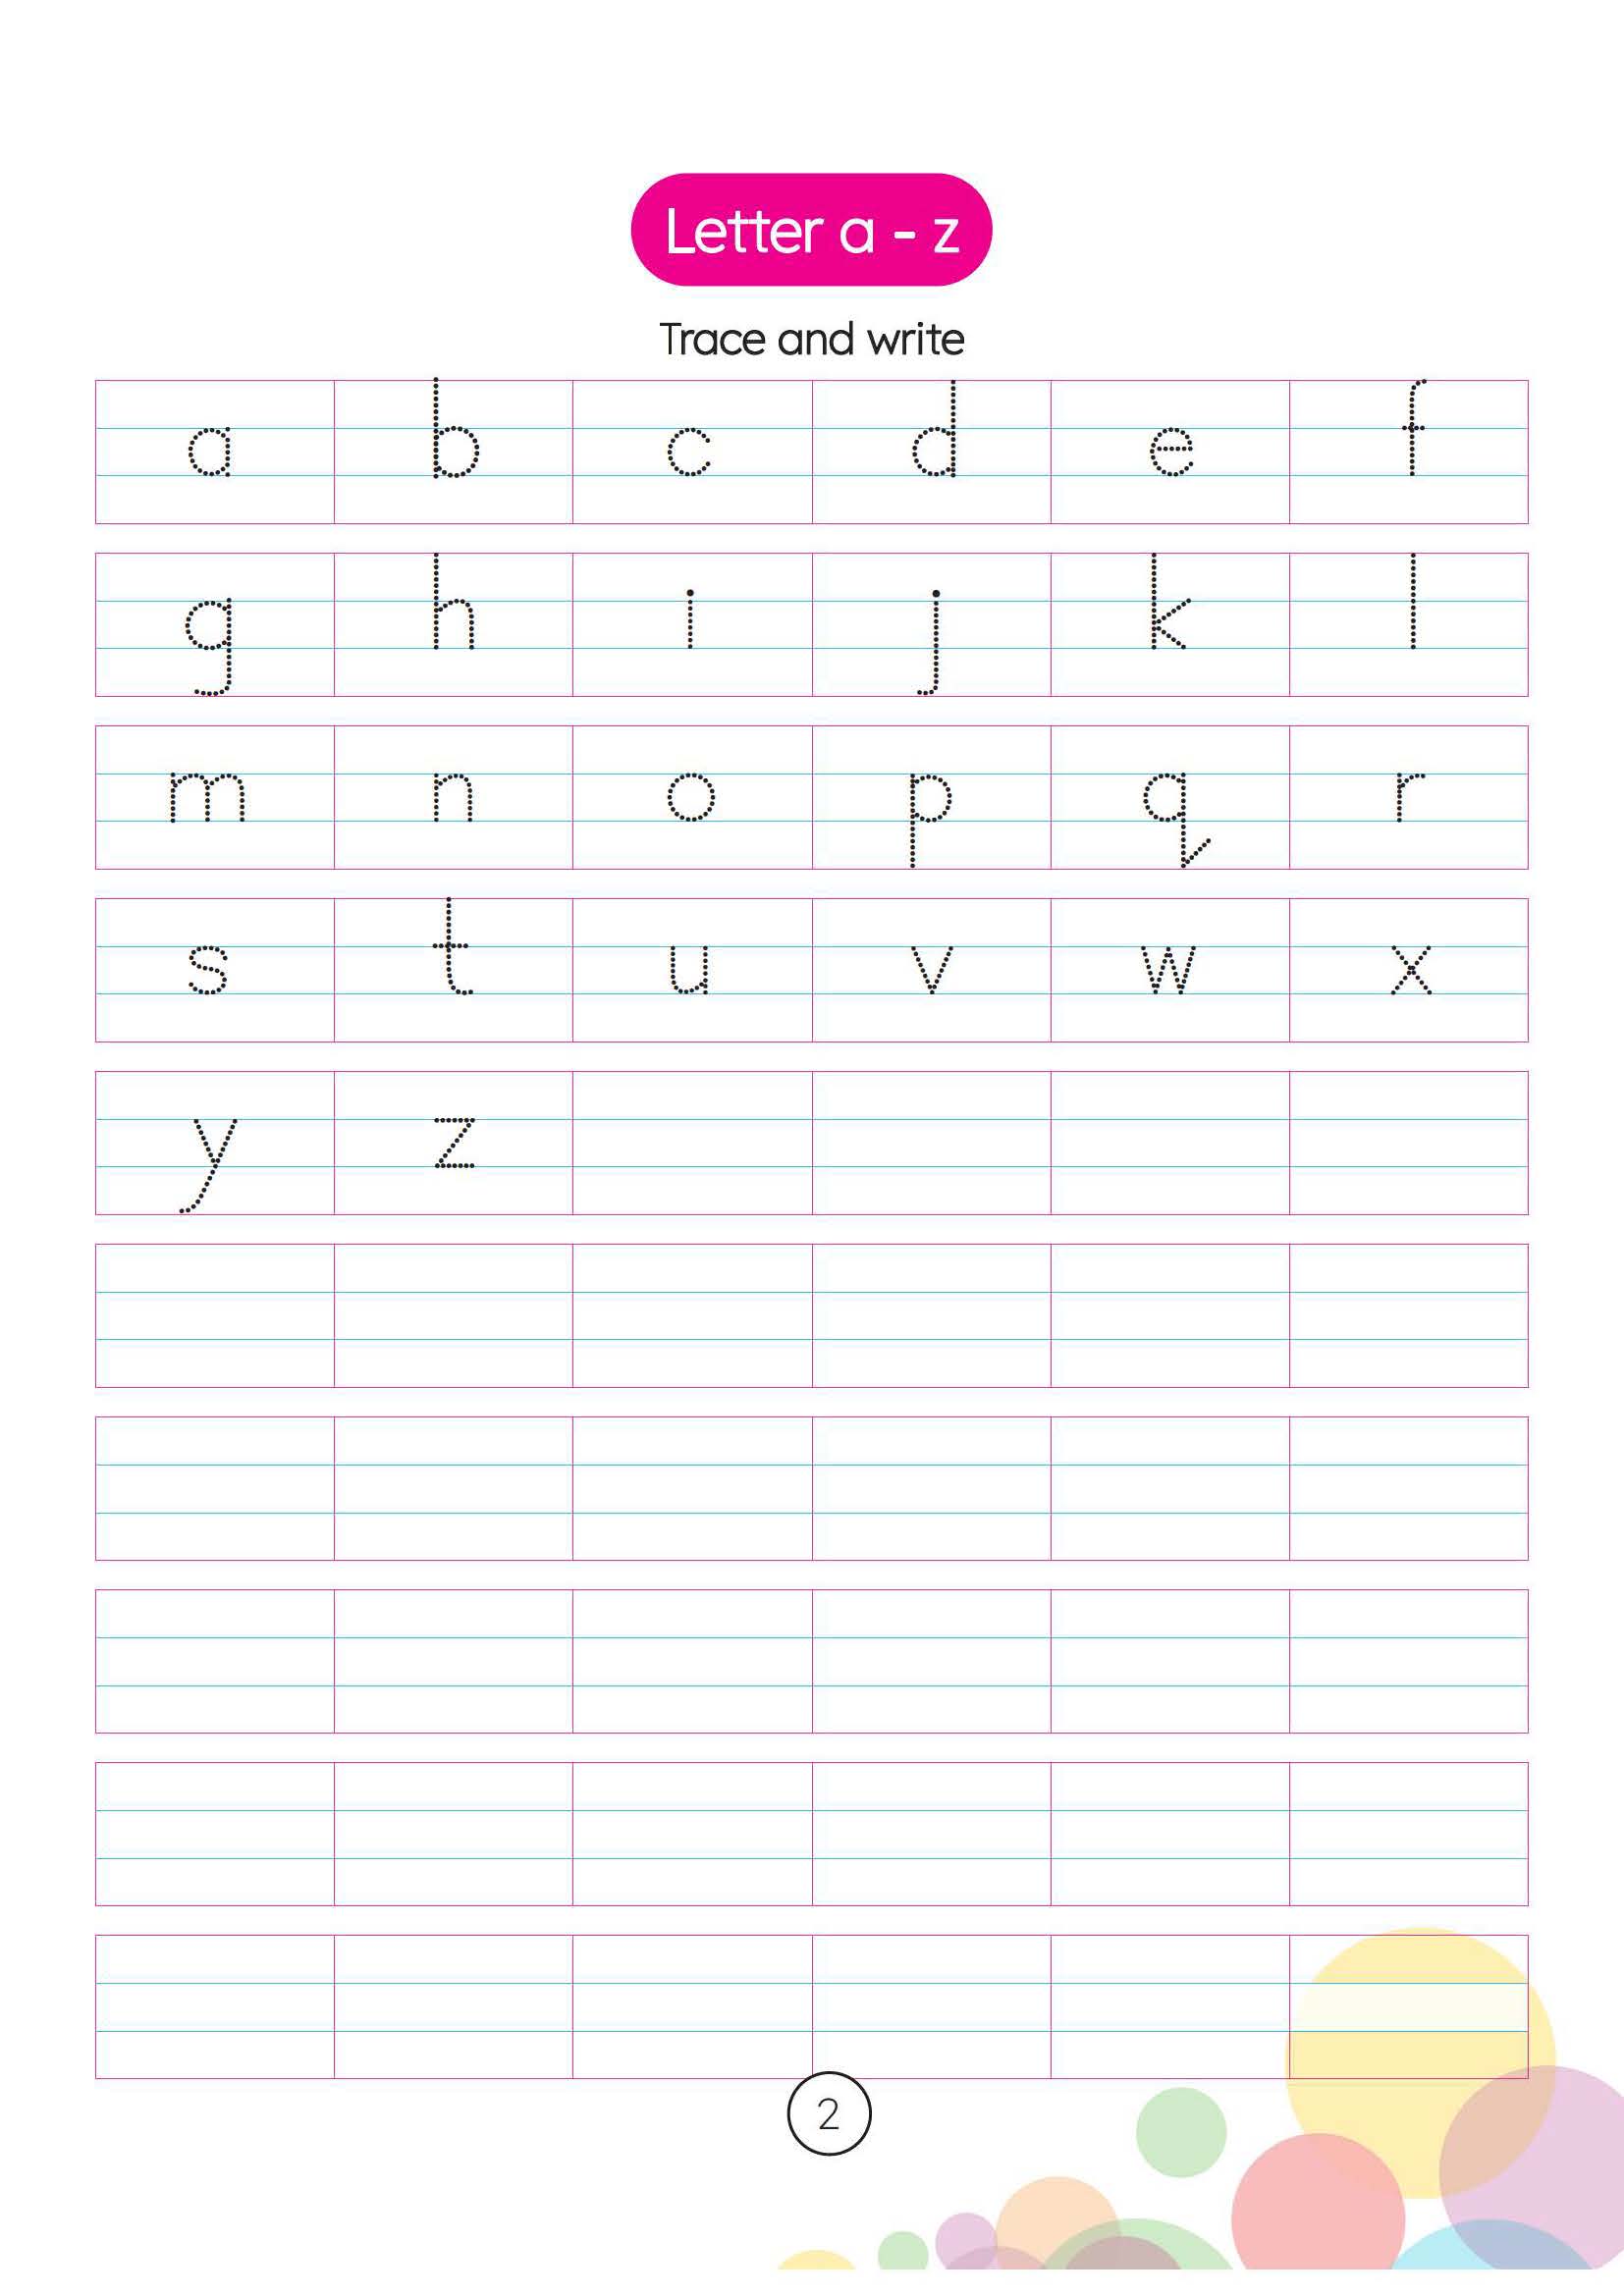 Letter a - z
Trace and write
a b c d e f
g h i j k l
m n o p q r
s t u v w x
y z
2